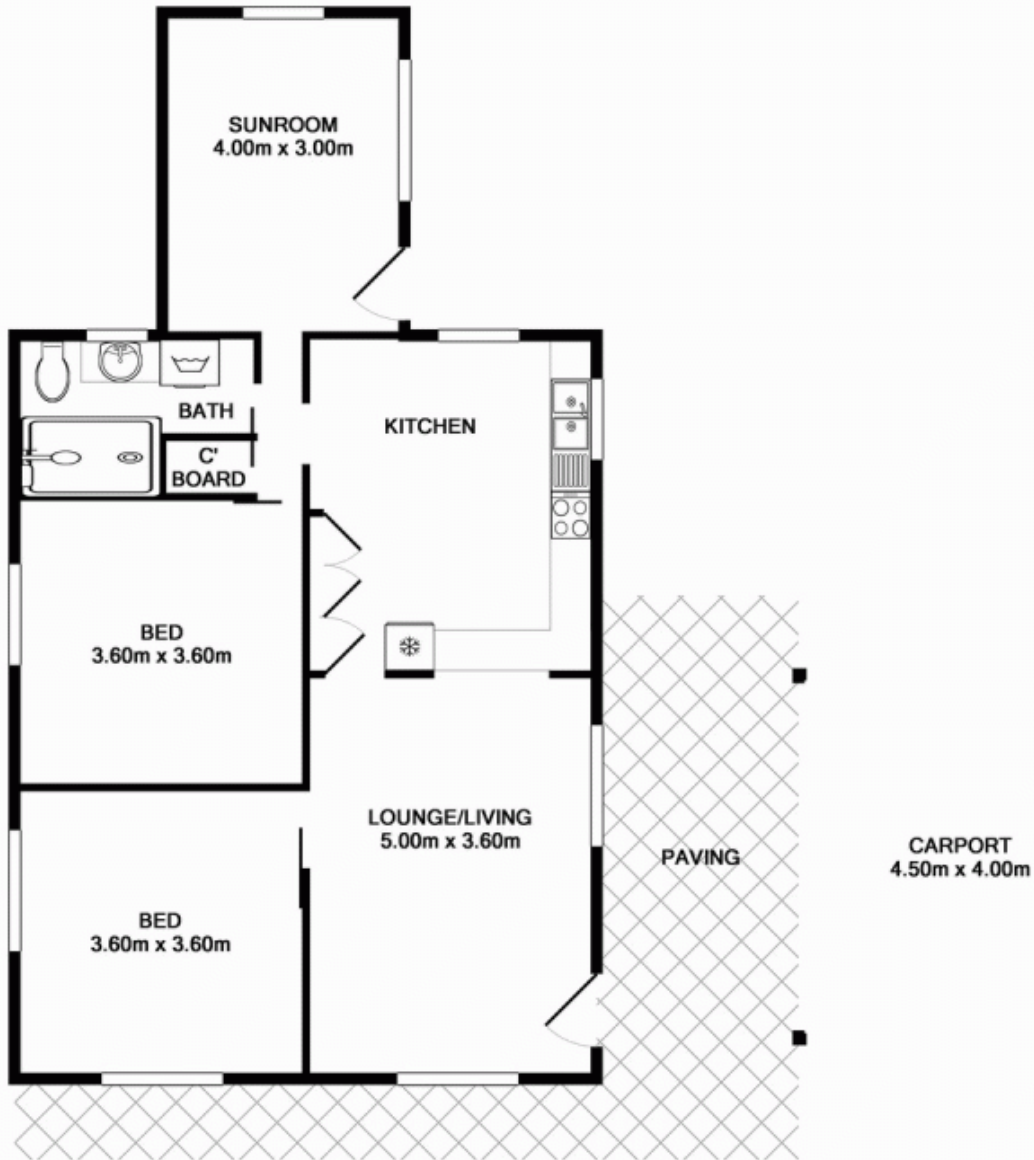 SUNROOM
4.00m x 3.00m
BATH
KITCHEN
C'
BOARD
BED
3.60m x 3.60m
LOUNGE/LIVING
5.00m x 3.60m
PAVING
CARPORT
4.50m x 4.00m
BED
3.60m x 3.60m